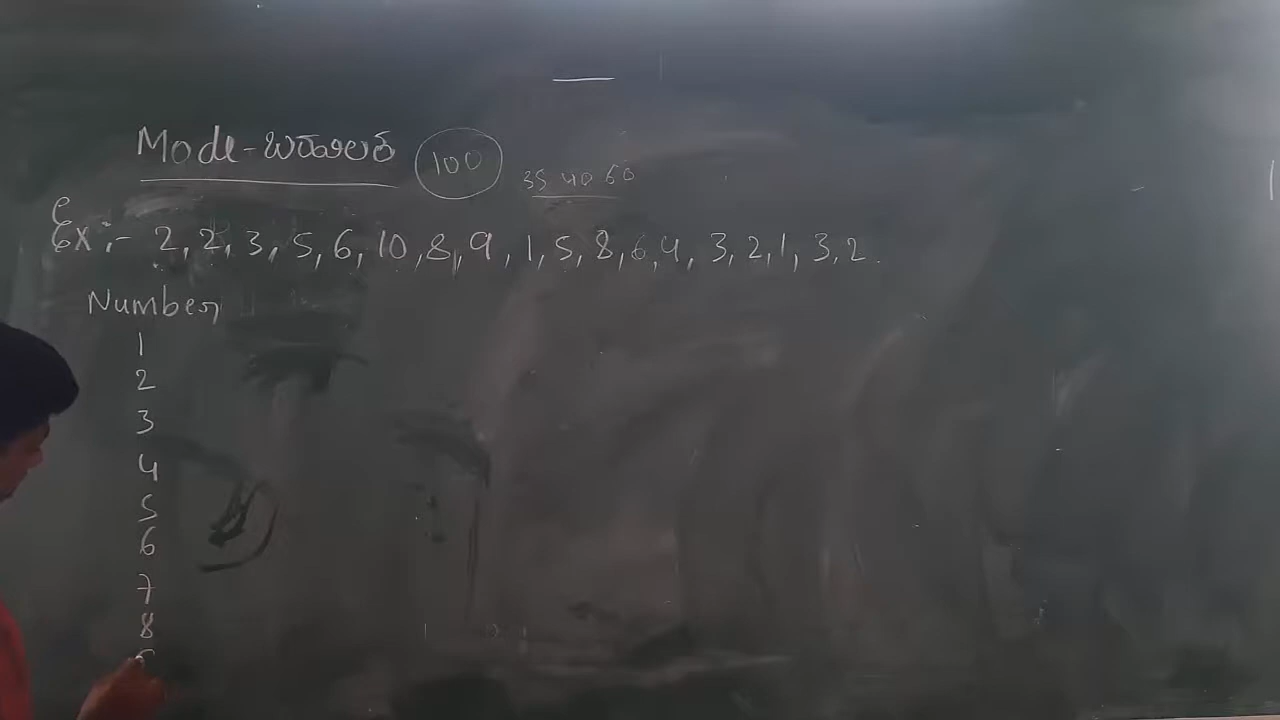 Mode - ಬಹುಲಕ 100
35 40 60
Ex :- 2, 2, 3, 5, 6, 10, 8, 9, 1, 5, 8, 6, 4, 3, 2, 1, 3, 2.
Number
1
2
3
4
5
6
7
8